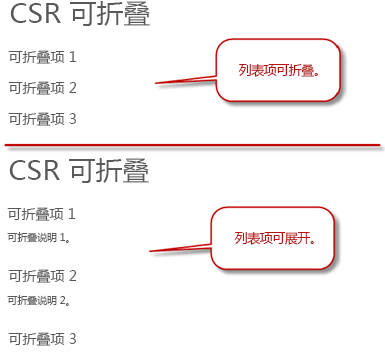 CSR 可折叠
可折叠项 1
列表项可折叠。
可折叠项 2
可折叠项 3
CSR 可折叠
可折叠项 1
可折叠说明 1。
列表项可展开。
可折叠项 2
可折叠说明 2。
可折叠项 3